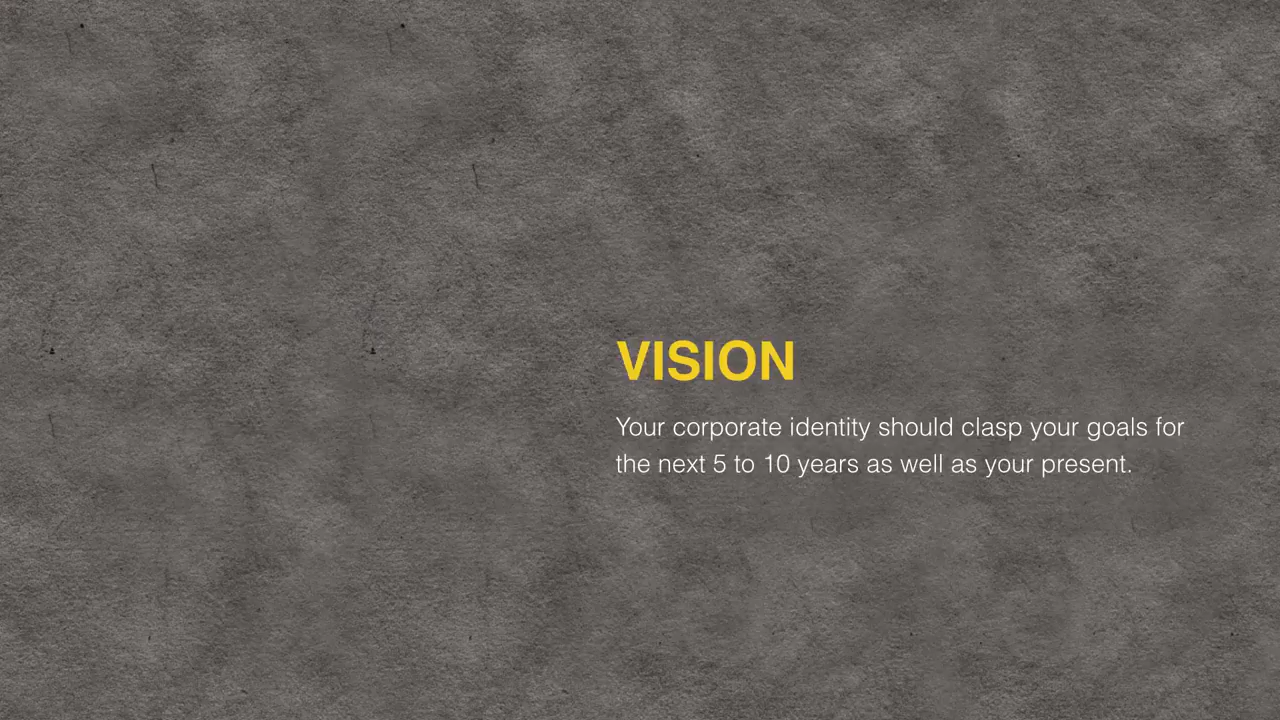 VISION
Your corporate identity should clasp your goals for
the next 5 to 10 years as well as your present.